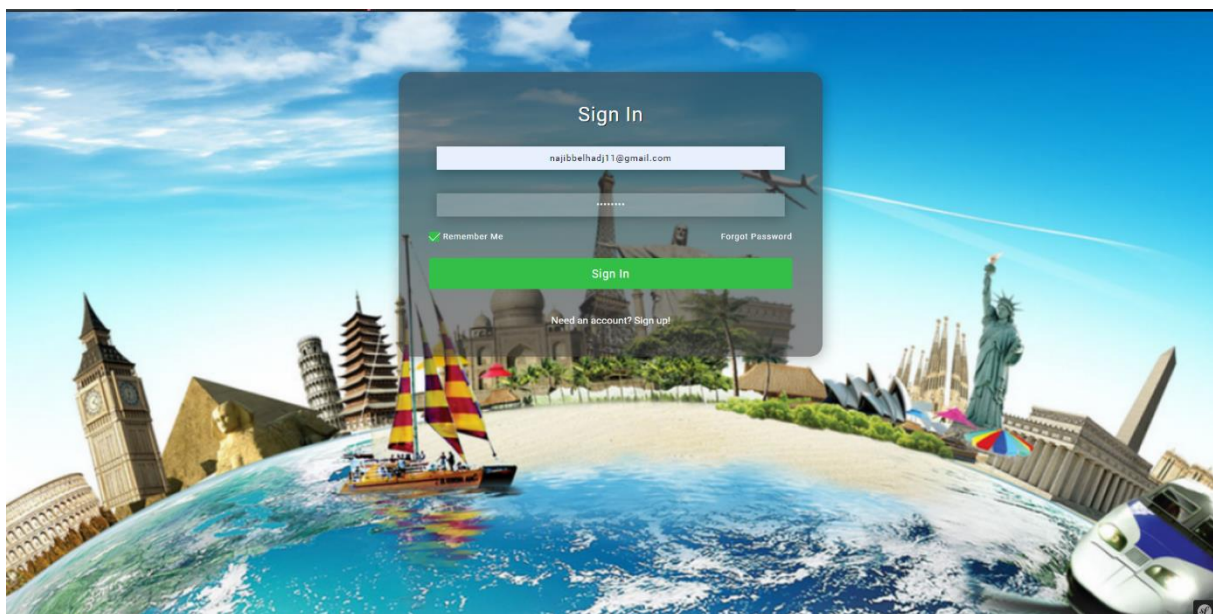 Sign In
najibbelhadj11@gmail.com
••••••••
Remember Me
Forgot Password
Sign In
Need an account? Sign up!